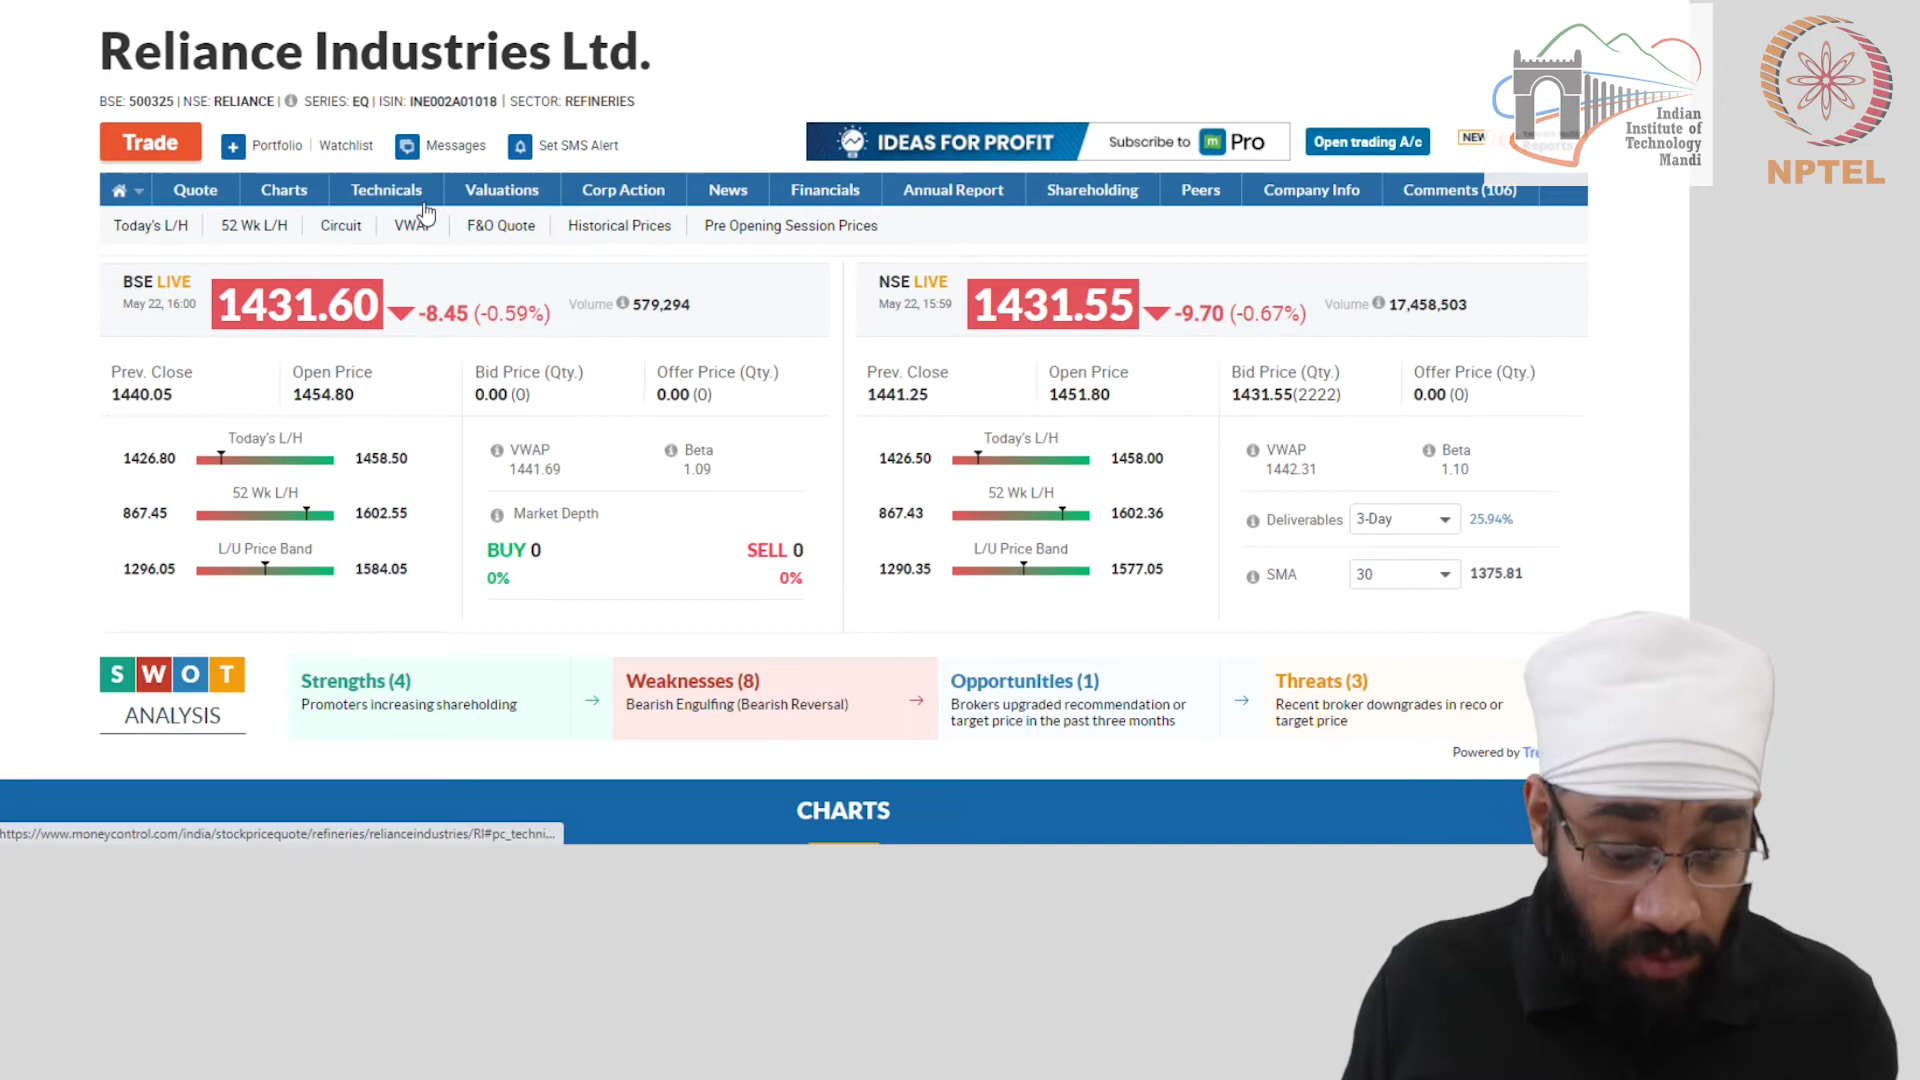 Reliance Industries Ltd.
BSE: 500325 | NSE: RELIANCE | SERIES: EQ | ISIN: INE002A01018 | SECTOR: REFINERIES
Trade
Portfolio | Watchlist
Messages
Set SMS Alert
IDEAS FOR PROFIT
Subscribe to m Pro
Open trading A/c
NEW
Indian
Institute of
Technology
Mandi
NPTEL
Quote
Charts
Technicals
Valuations
Corp Action
News
Financials
Annual Report
Shareholding
Peers
Company Info
Comments (106)
Today's L/H
52 Wk L/H
Circuit
VWAP
F&O Quote
Historical Prices
Pre Opening Session Prices
BSE LIVE
May 22, 16:00
1431.60
-8.45 (-0.59%)
Volume 579,294
NSE LIVE
May 22, 15:59
1431.55
-9.70 (-0.67%)
Volume 17,458,503
Prev. Close
1440.05
Open Price
1454.80
Bid Price (Qty.)
0.00 (0)
Offer Price (Qty.)
0.00 (0)
Prev. Close
1441.25
Open Price
1451.80
Bid Price (Qty.)
1431.55(2222)
Offer Price (Qty.)
0.00 (0)
Today's L/H
1426.80 1458.50
52 Wk L/H
867.45 1602.55
L/U Price Band
1296.05 1584.05
VWAP
1441.69
Beta
1.09
Market Depth
BUY 0
0%
SELL 0
0%
Today's L/H
1426.50 1458.00
52 Wk L/H
867.43 1602.36
L/U Price Band
1290.35 1577.05
VWAP
1442.31
Beta
1.10
Deliverables 3-Day 25.94%
SMA 30 1375.81
SWOT
ANALYSIS
Strengths (4)
Promoters increasing shareholding
Weaknesses (8)
Bearish Engulfing (Bearish Reversal)
Opportunities (1)
Brokers upgraded recommendation or
target price in the past three months
Threats (3)
Recent broker downgrades in reco or
target price
Powered by
CHARTS
https://www.moneycontrol.com/india/stockpricequote/refineries/relianceindustries/RI#pc_techni...